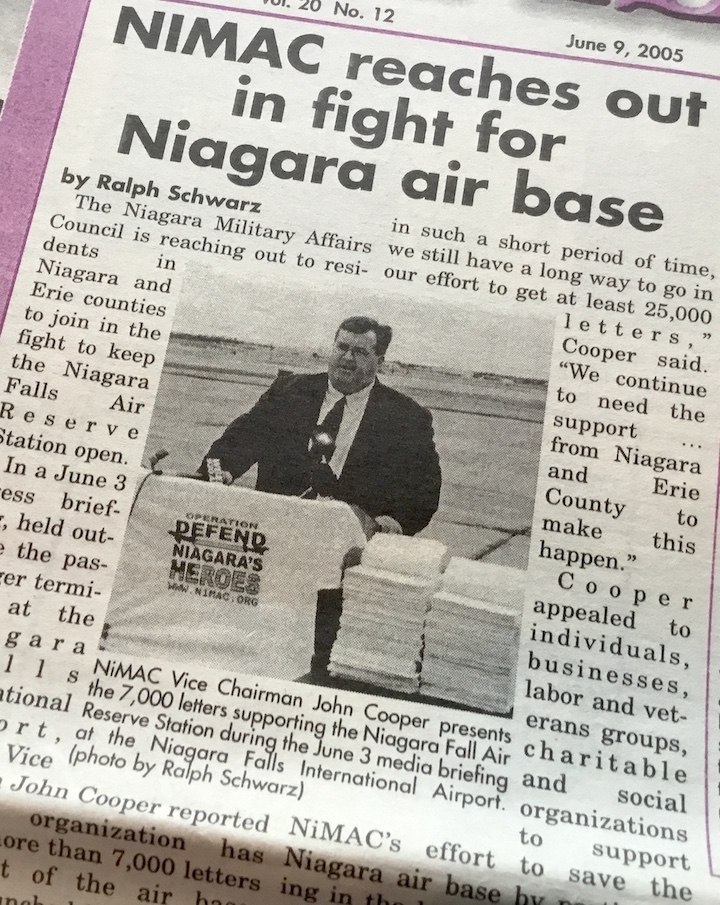 Vol. 20 No. 12
June 9, 2005
NIMAC reaches out
in fight for
Niagara air base
by Ralph Schwarz
The Niagara Military Affairs
Council is reaching out to resi-
dents in
Niagara and
Erie counties
to join in the
fight to keep
the Niagara
Falls Air
Reserve
Station open.
In a June 3
brief-
held out-
the pas-
termi-
at the
Vice
John Cooper reported NiMAC's
organization has
more than 7,000 letters
of the air
in such a short period of time,
we still have a long way to go in
our effort to get at least 25,000
letters,”
Cooper said.
“We continue
to need the
support ...
from Niagara
and Erie
County to
make this
happen.”
Cooper
appealed to
individuals,
businesses,
labor and vet-
erans groups,
charitable
and social
organizations
to support
effort to save the
Niagara air base by
ing in the
OPERATION
DEFEND
NIAGARA'S
HEROES
WWW.NIMAC.ORG
NiMAC Vice Chairman John Cooper presents
the 7,000 letters supporting the Niagara Fall Air
Reserve Station during the June 3 media briefing
at the Niagara Falls International Airport.
(photo by Ralph Schwarz)